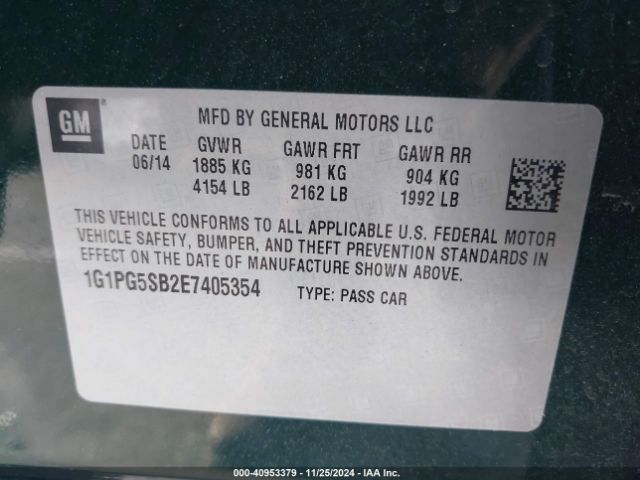 GM
MFD BY GENERAL MOTORS LLC
DATE GVWR GAWR FRT GAWR RR
06/14 1885 KG 981 KG 904 KG
4154 LB 2162 LB 1992 LB
THIS VEHICLE CONFORMS TO ALL APPLICABLE U.S. FEDERAL MOTOR
VEHICLE SAFETY, BUMPER, AND THEFT PREVENTION STANDARDS IN
EFFECT ON THE DATE OF MANUFACTURE SHOWN ABOVE.
1G1PG5SB2E7405354 TYPE: PASS CAR
000-40953379 - 11/25/2024 - IAA Inc.